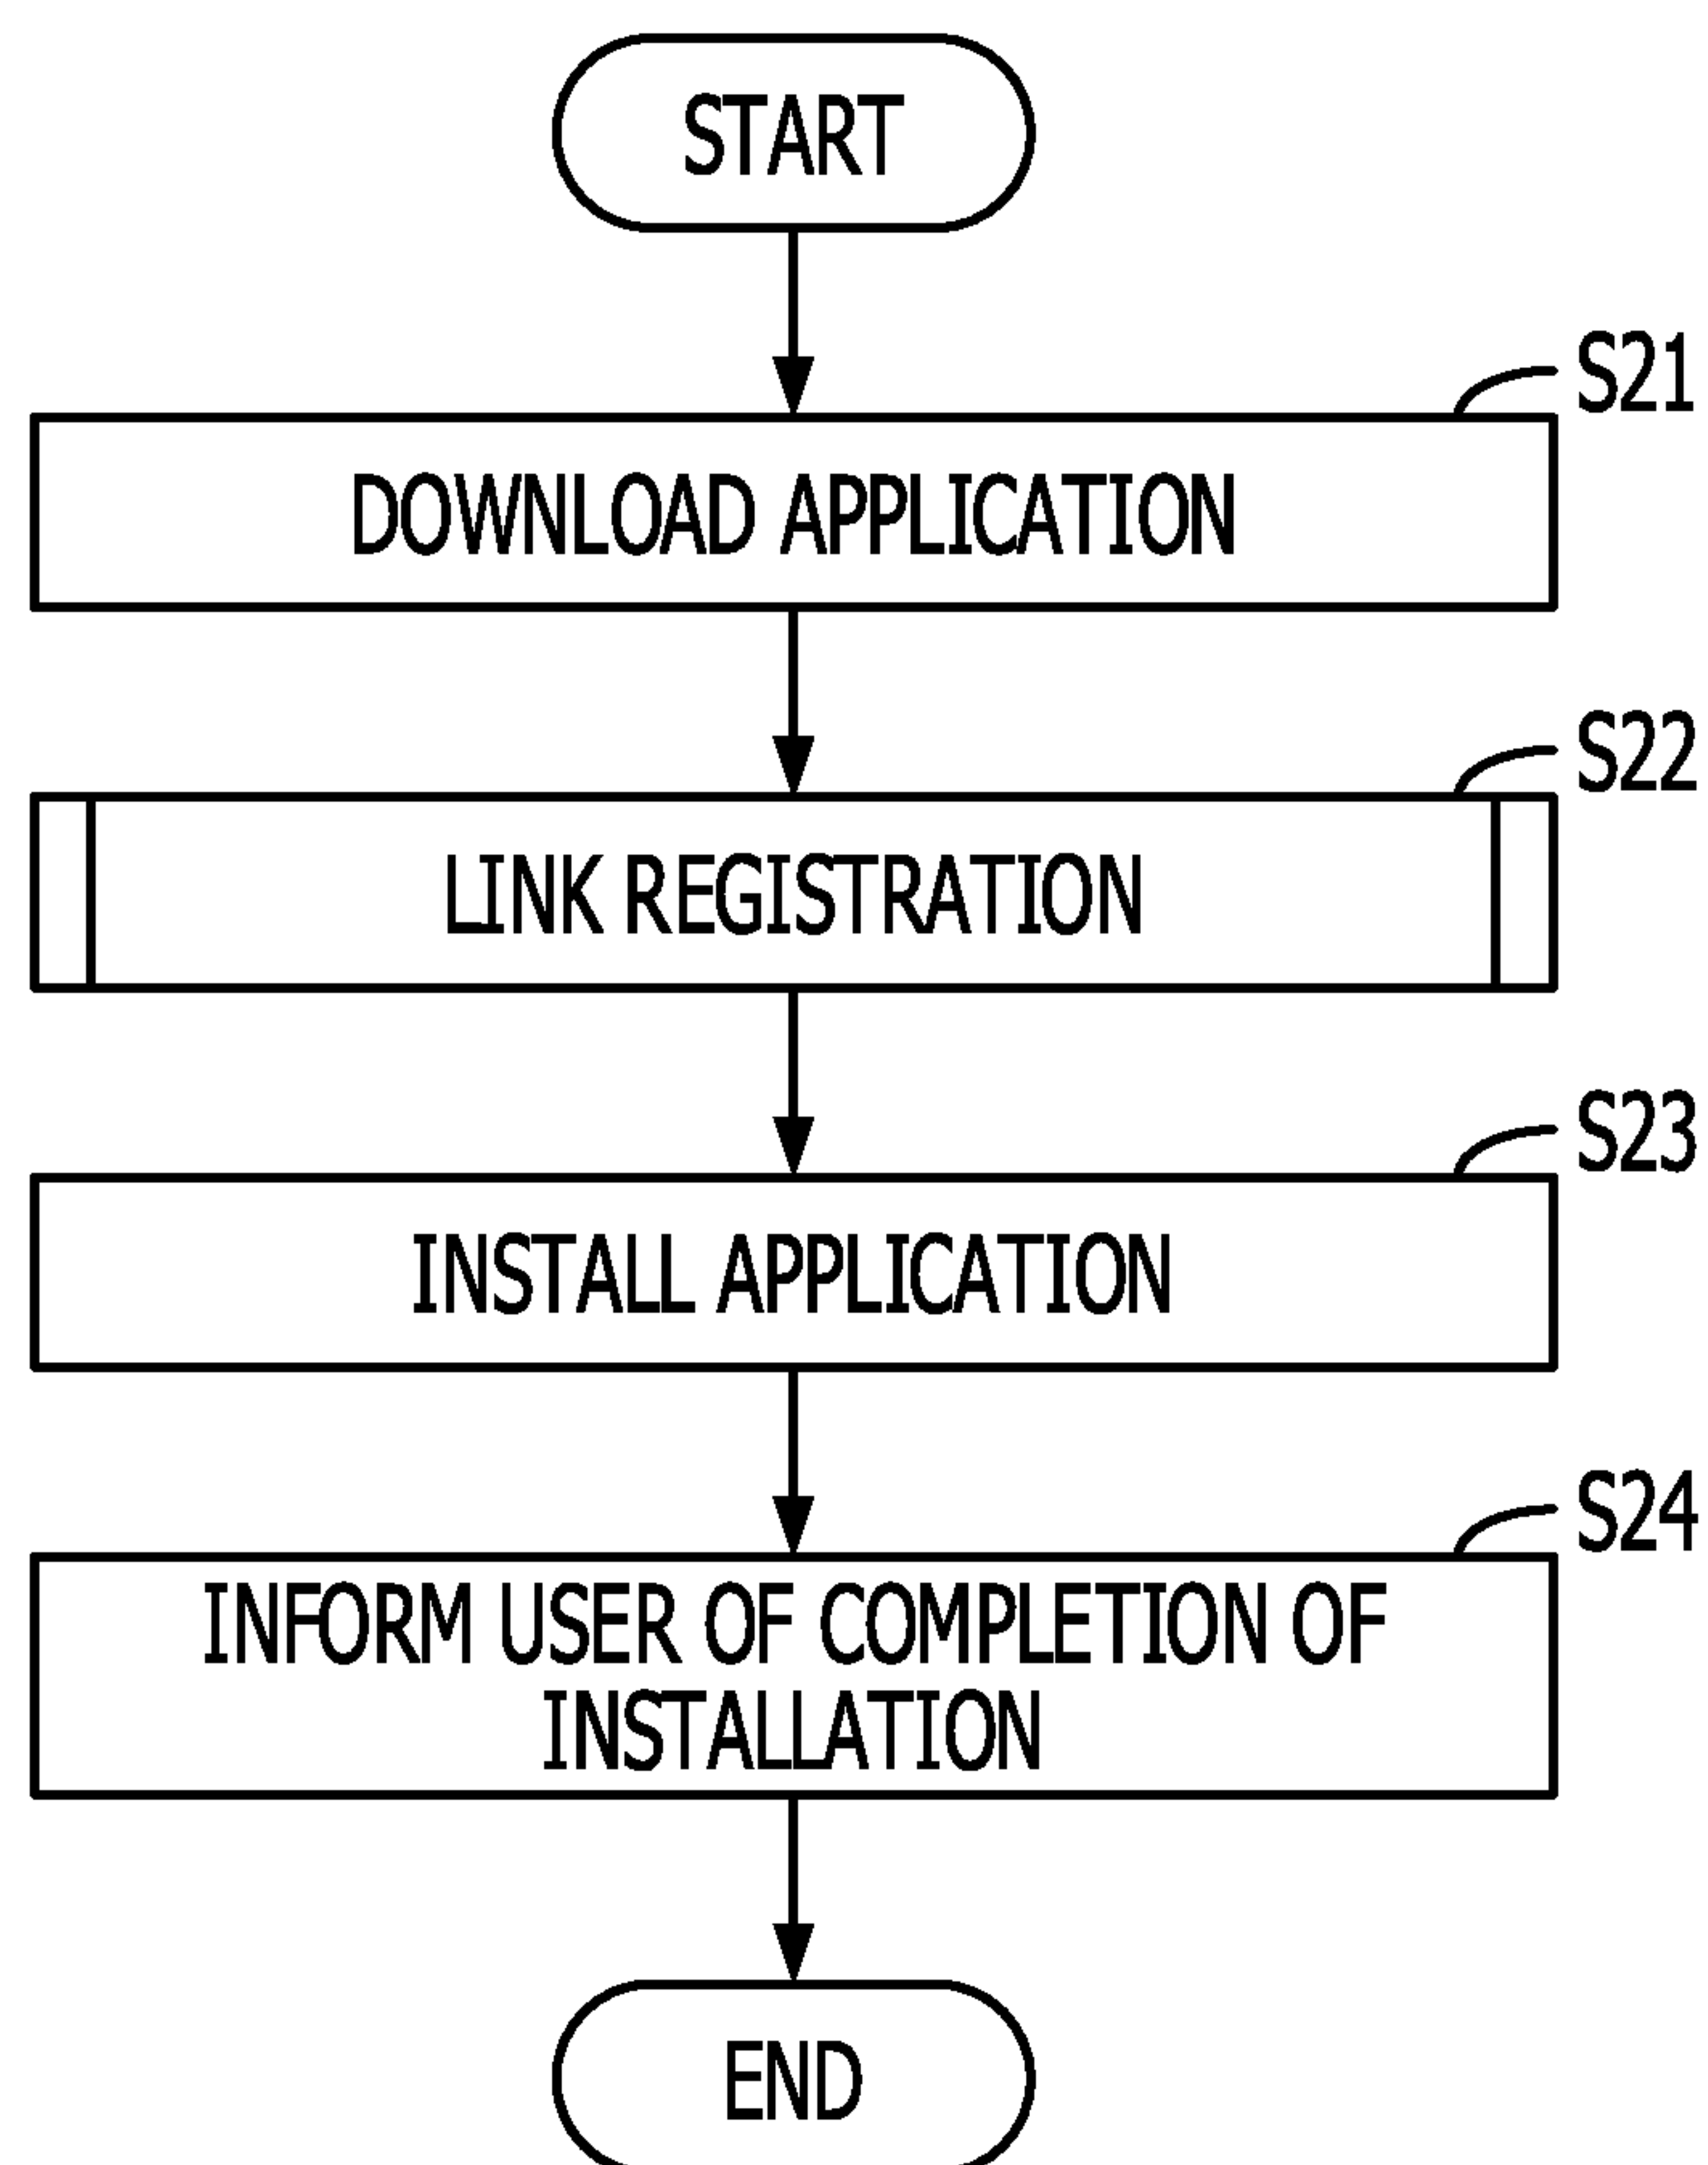 START
S21
DOWNLOAD APPLICATION
S22
LINK REGISTRATION
S23
INSTALL APPLICATION
S24
INFORM USER OF COMPLETION OF
INSTALLATION
END